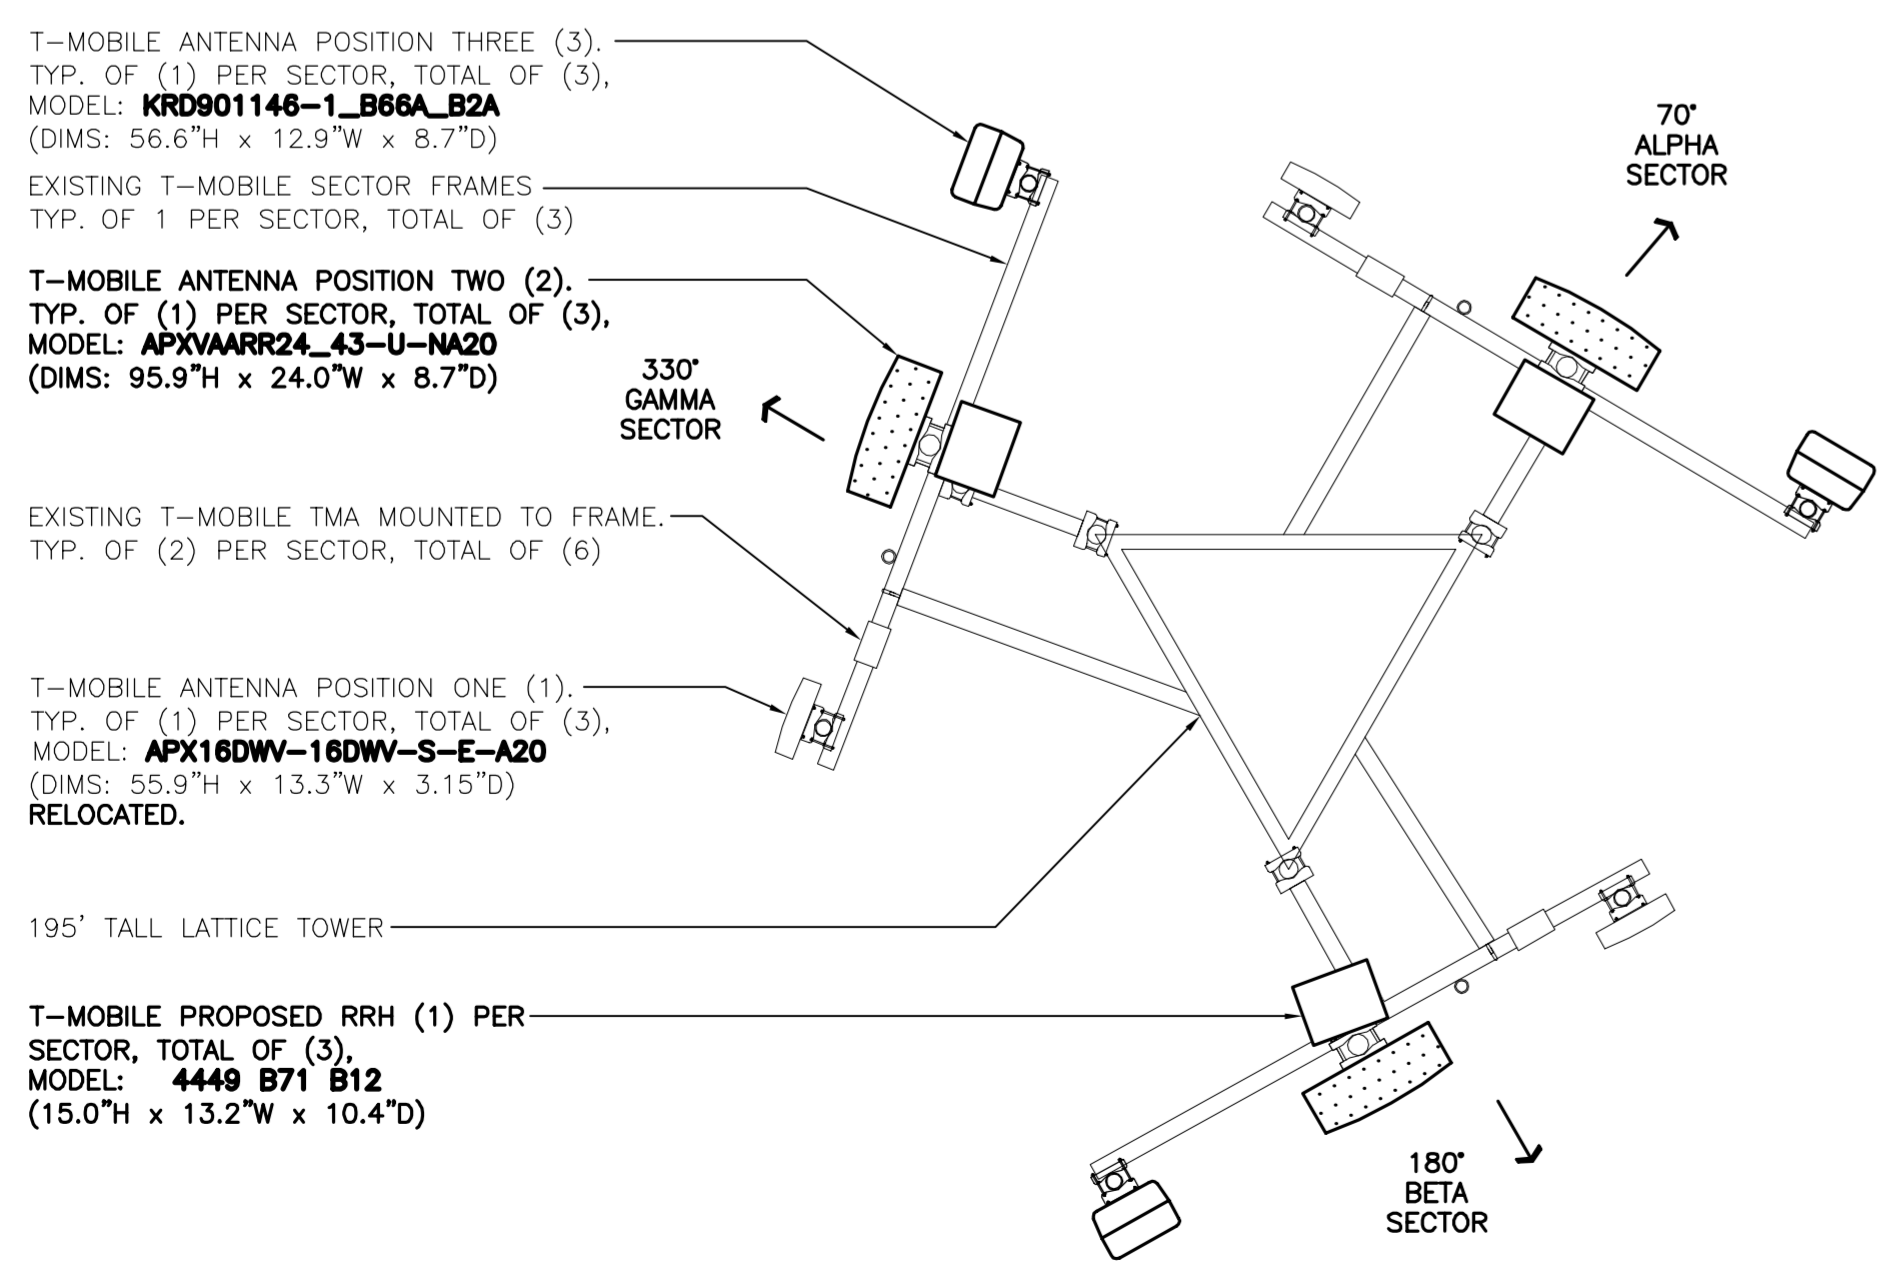 T-MOBILE ANTENNA POSITION THREE (3).
TYP. OF (1) PER SECTOR, TOTAL OF (3),
MODEL: KRD901146-1_B66A_B2A
(DIMS: 56.6"H x 12.9"W x 8.7"D)
EXISTING T-MOBILE SECTOR FRAMES
TYP. OF 1 PER SECTOR, TOTAL OF (3)
T-MOBILE ANTENNA POSITION TWO (2).
TYP. OF (1) PER SECTOR, TOTAL OF (3),
MODEL: APXVAARR24_43-U-NA20
(DIMS: 95.9"H x 24.0"W x 8.7"D)
EXISTING T-MOBILE TMA MOUNTED TO FRAME.
TYP. OF (2) PER SECTOR, TOTAL OF (6)
T-MOBILE ANTENNA POSITION ONE (1).
TYP. OF (1) PER SECTOR, TOTAL OF (3),
MODEL: APX16DWV-16DWV-S-E-A20
(DIMS: 55.9"H x 13.3"W x 3.15"D)
RELOCATED.
195' TALL LATTICE TOWER
T-MOBILE PROPOSED RRH (1) PER
SECTOR, TOTAL OF (3),
MODEL: 4449 B71 B12
(15.0"H x 13.2"W x 10.4"D)
330°
GAMMA
SECTOR
70°
ALPHA
SECTOR
180°
BETA
SECTOR